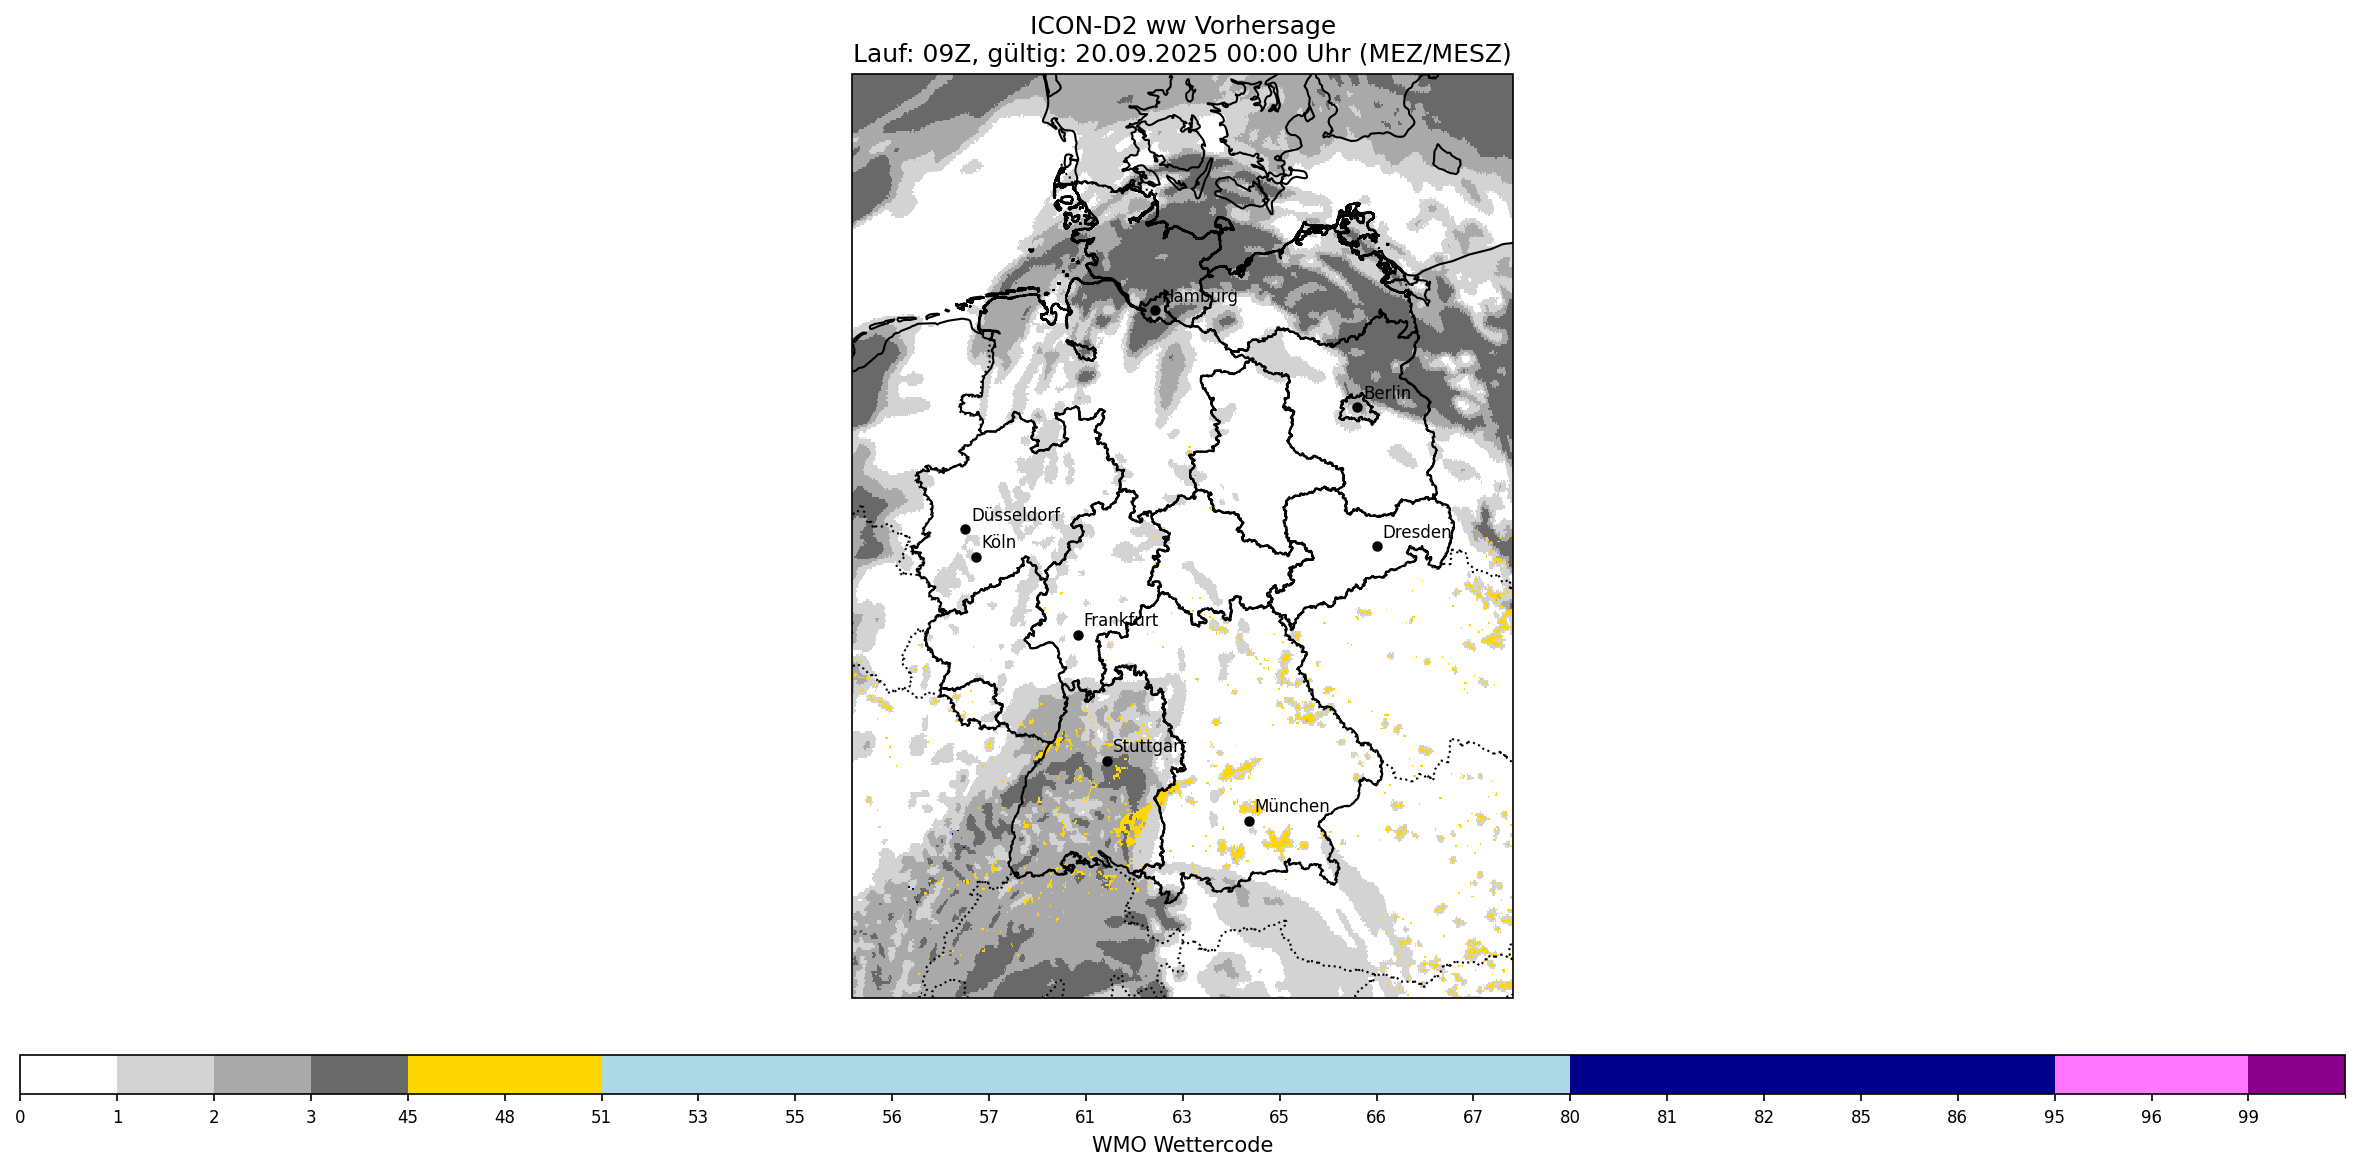 ICON-D2 ww Vorhersage
Lauf: 09Z, gültig: 20.09.2025 00:00 Uhr (MEZ/MESZ)
Hamburg
Berlin
Düsseldorf
Dresden
Köln
Frankfurt
Stuttgart
München
0 1 2 3 45 48 51 53 55 56 57 61 63 65 66 67 80 81 82 85 86 95 96 99
WMO Wettercode